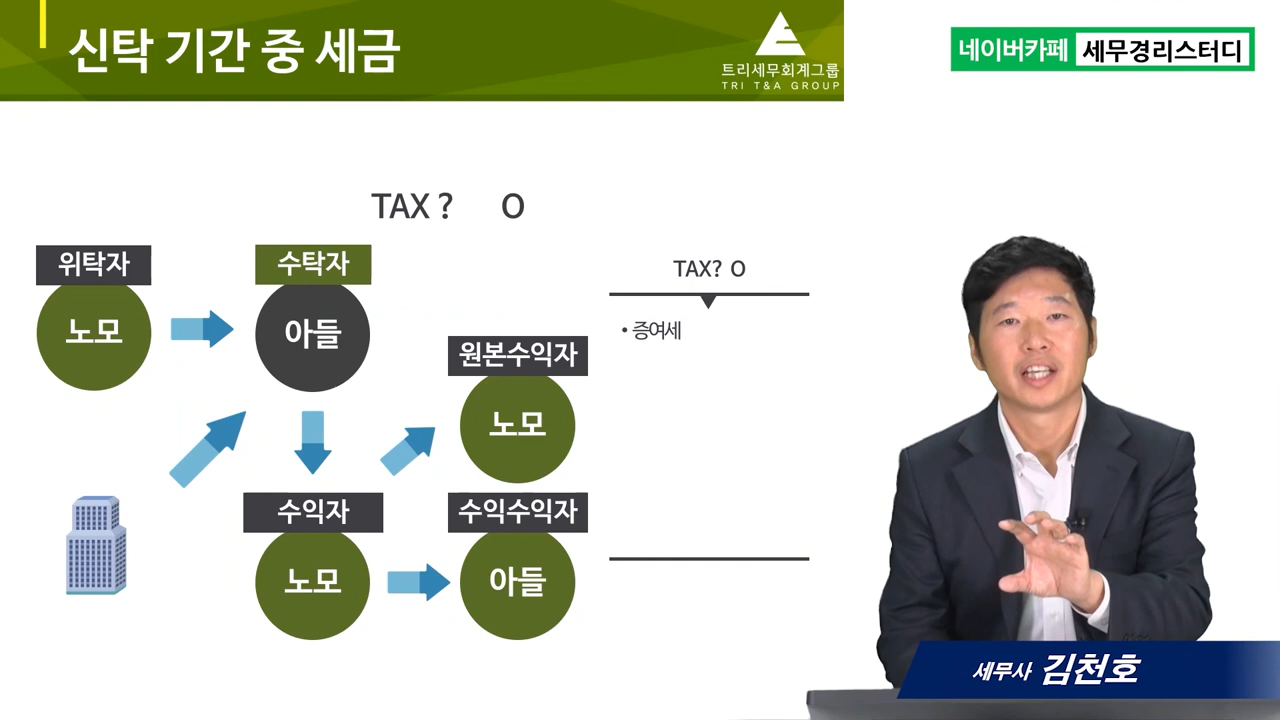 신탁 기간 중 세금
트리세무회계그룹
TRI T&A GROUP
네이버카페 세무경리스터디
TAX ? O
위탁자
노모
수탁자
아들
원본수익자
노모
수익자
노모
수익수익자
아들
TAX? O
• 증여세
세무사 김천호